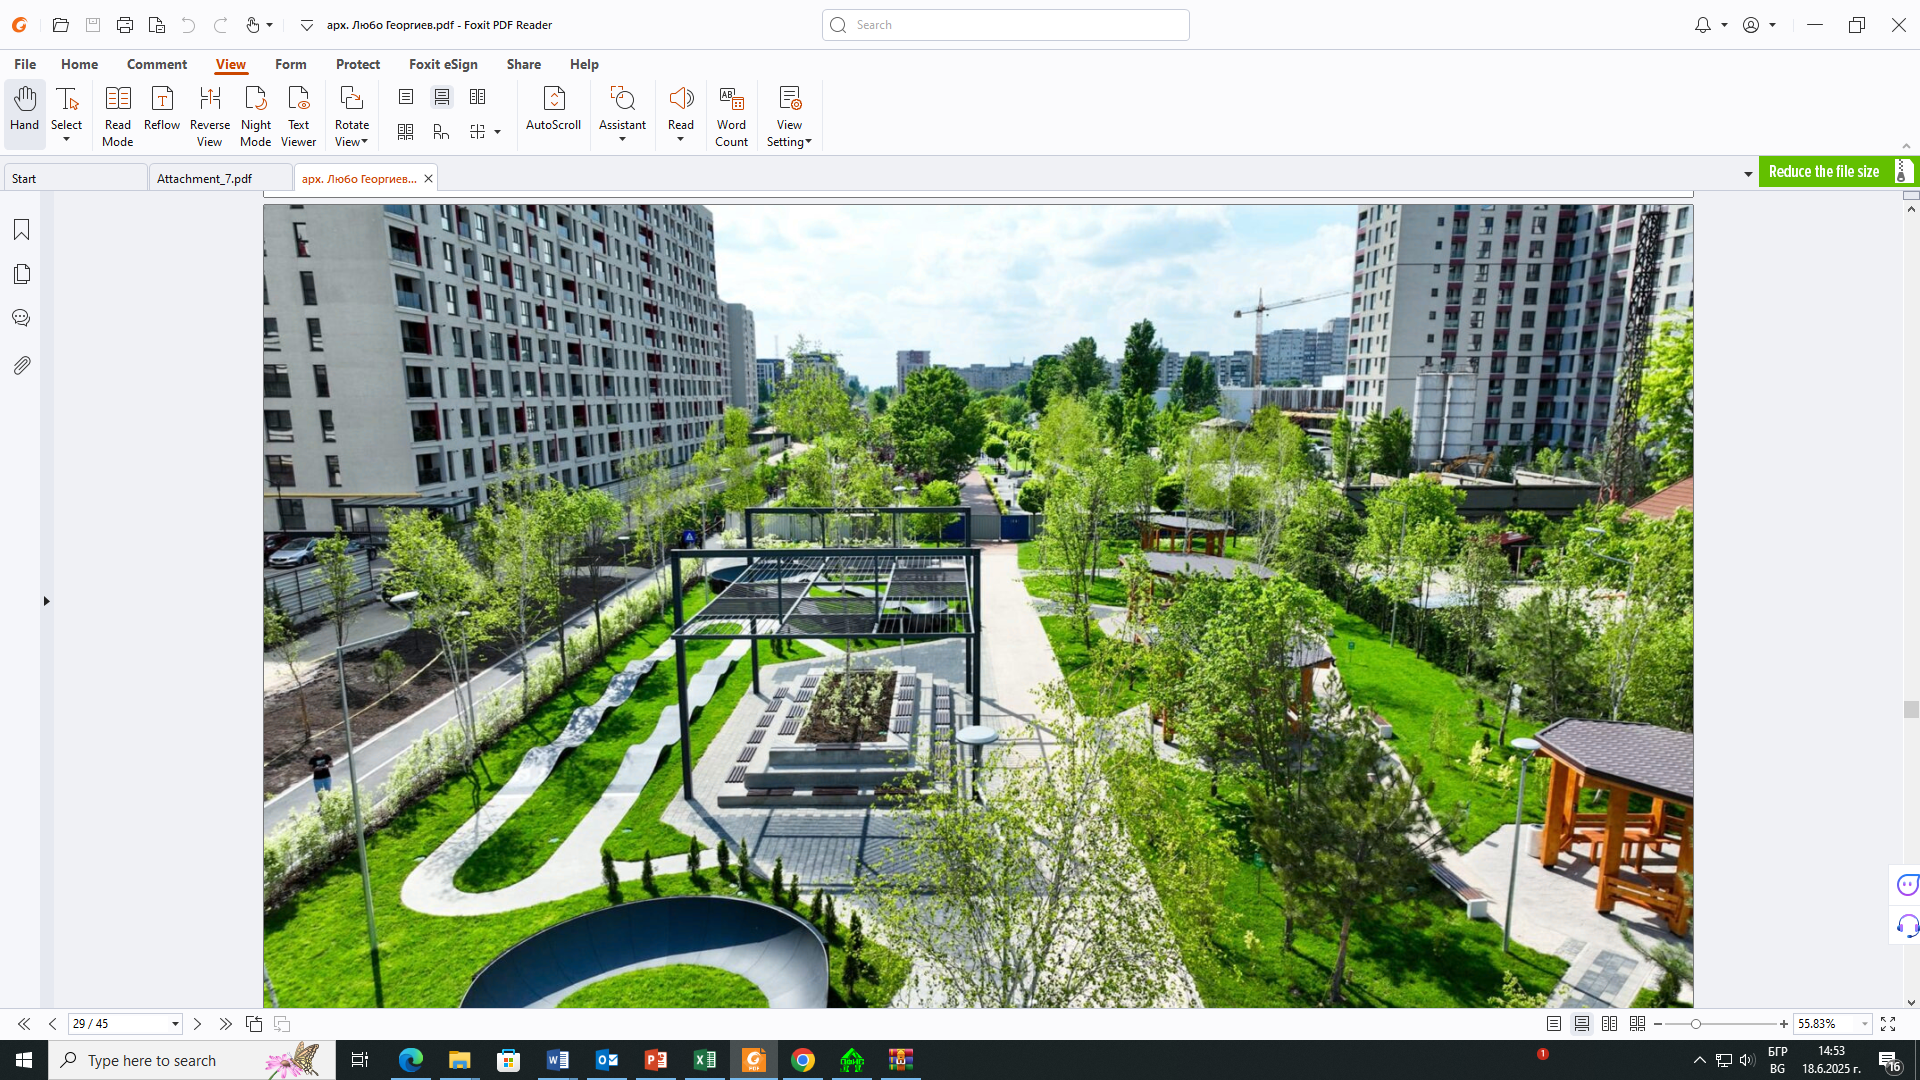 арх. Любо Георгиев.pdf - Foxit PDF Reader
Search
File Home Comment View Form Protect Foxit eSign Share Help
Hand Select Read Mode Reflow Reverse View Night Mode Text Viewer Rotate View AutoScroll Assistant Read Word Count View Setting
Start Attachment_7.pdf арх. Любо Георгиев... Reduce the file size
29 / 45 55.83%
Type here to search
1
БГР
BG
14:53
18.6.2025 г.
16